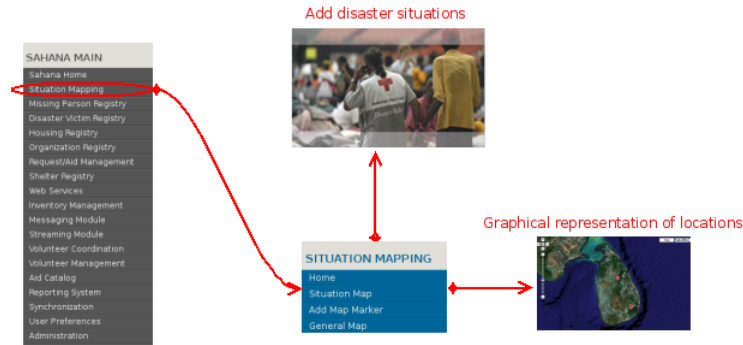 Add disaster situations
SAHANA MAIN
Sahana Home
Situation Mapping
Missing Person Registry
Disaster Victim Registry
Housing Registry
Organization Registry
Request/Aid Management
Shelter Registry
Web Services
Inventory Management
Messaging Module
Streaming Module
Volunteer Coordination
Volunteer Management
Aid Catalog
Reporting System
Synchronization
User Preferences
Administration
SITUATION MAPPING
Home
Situation Map
Add Map Marker
General Map
Graphical representation of locations